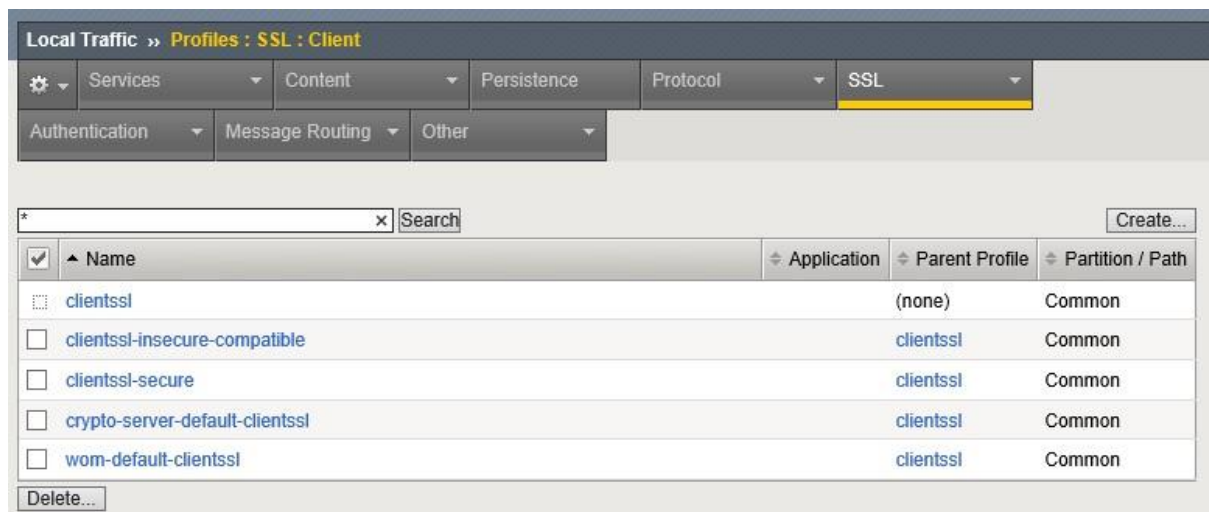 Local Traffic » Profiles : SSL : Client
Services Content Persistence Protocol SSL
Authentication Message Routing Other
* × Search Create...
Name Application Parent Profile Partition / Path
clientssl (none) Common
clientssl-insecure-compatible clientssl Common
clientssl-secure clientssl Common
crypto-server-default-clientssl clientssl Common
wom-default-clientssl clientssl Common
Delete...